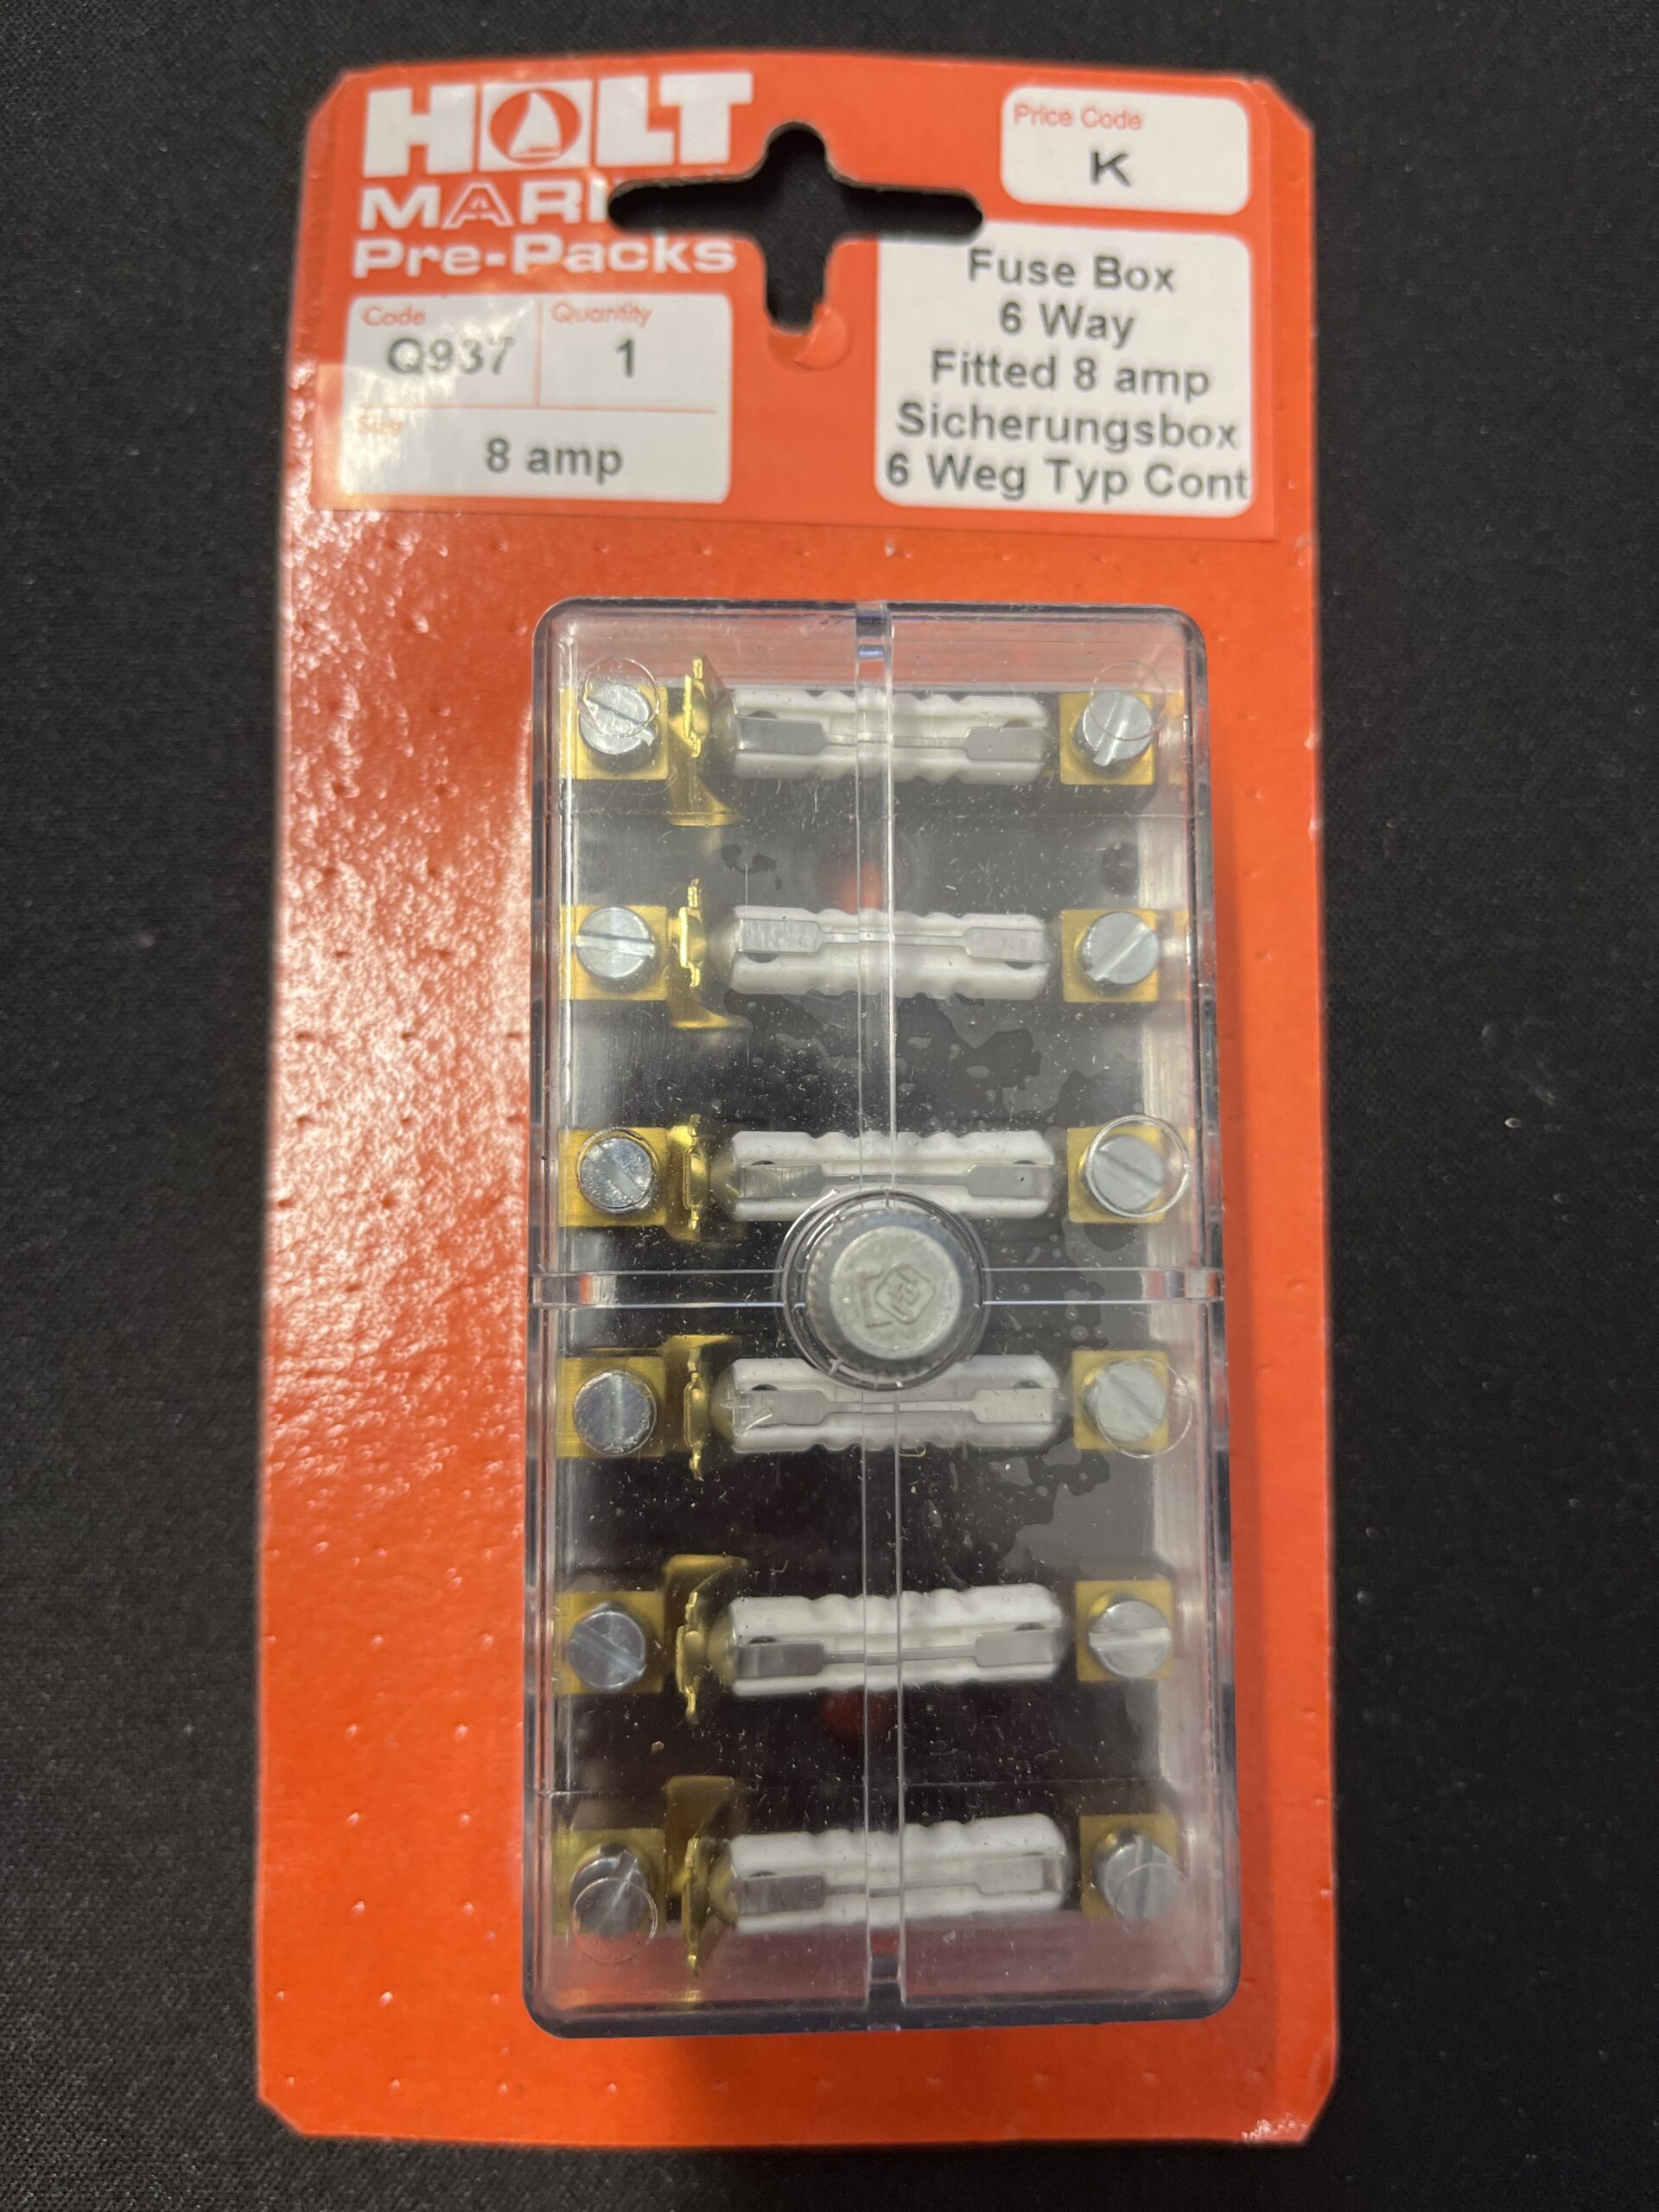 HOLT
MARI
Pre-Packs
Price Code
K
Code
Q937
Quantity
1
Size
8 amp
Fuse Box
6 Way
Fitted 8 amp
Sicherungsbox
6 Weg Typ Cont